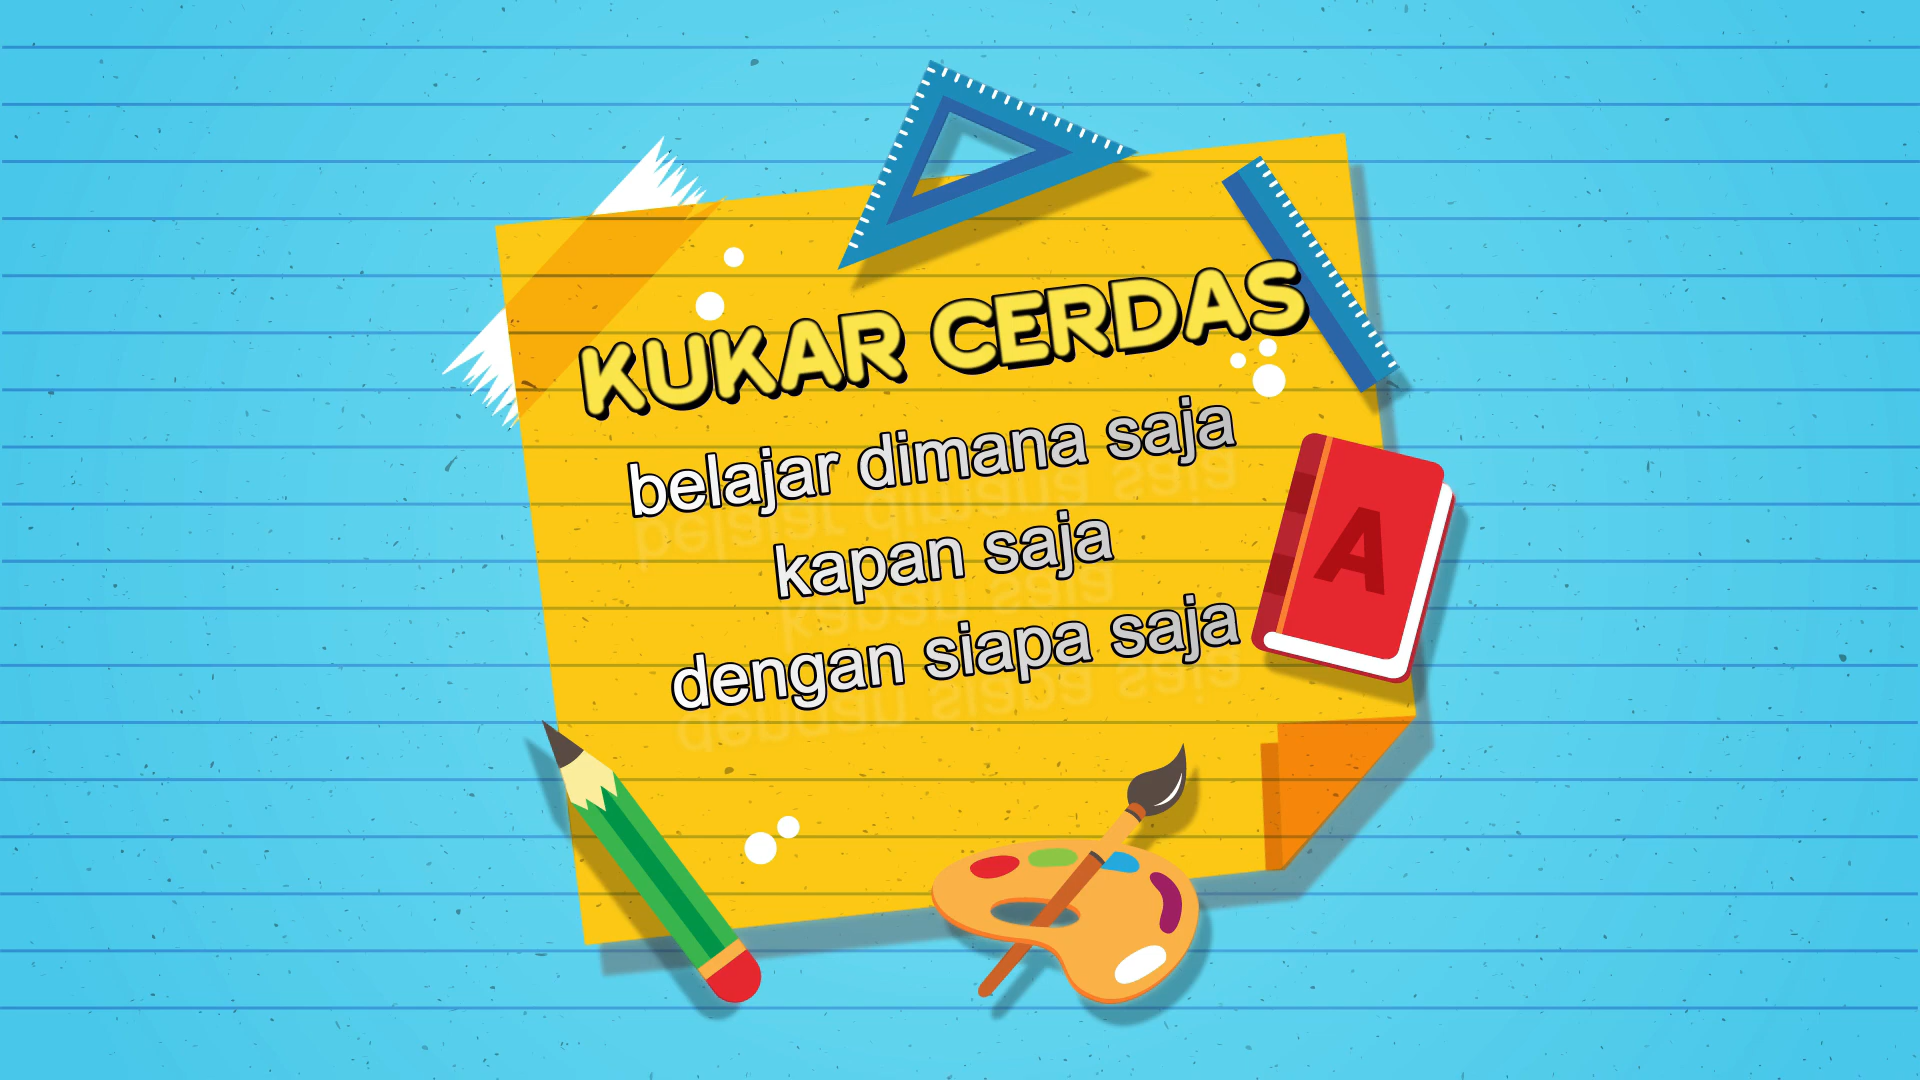 KUKAR CERDAS
belajar dimana saja
kapan saja
dengan siapa saja
A